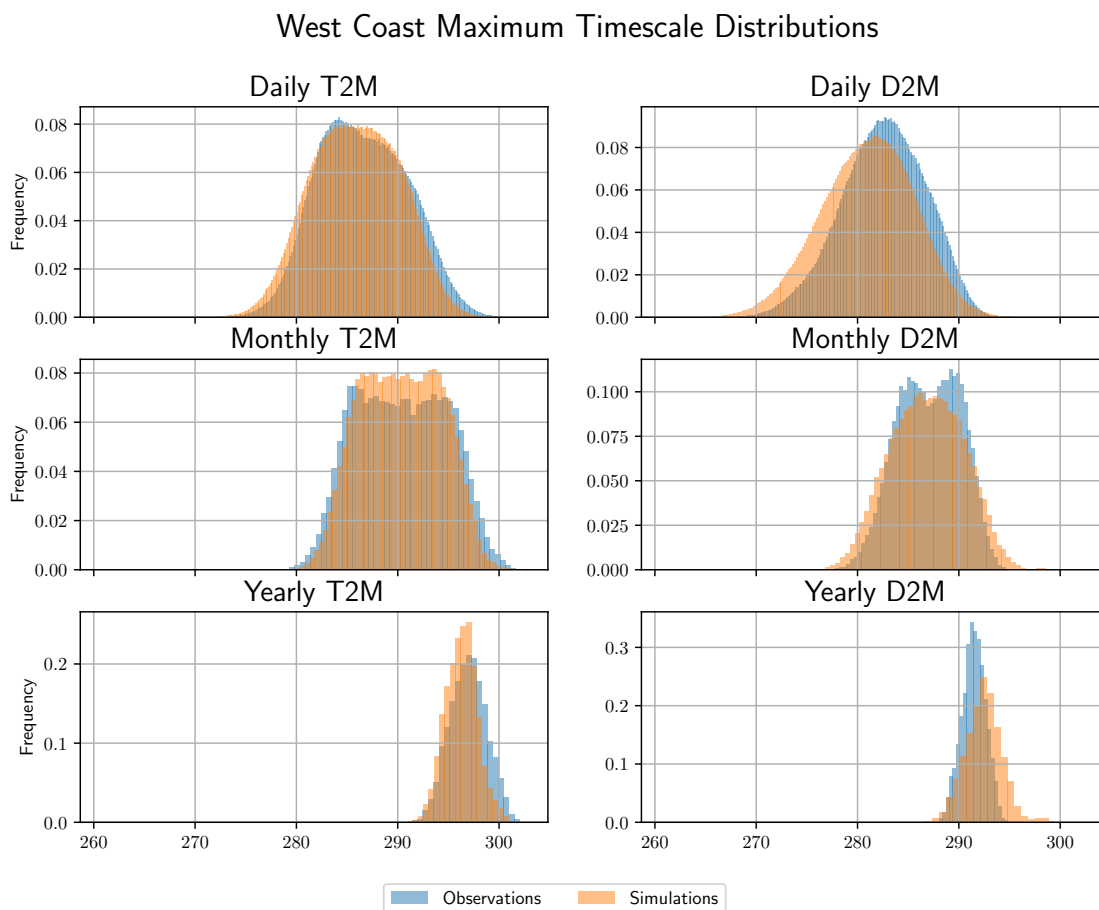 West Coast Maximum Timescale Distributions
Daily T2M
Daily D2M
Frequency
0.08
0.06
0.04
0.02
0.00
0.08
0.06
0.04
0.02
0.00
Monthly T2M
Monthly D2M
Frequency
0.08
0.06
0.04
0.02
0.00
0.100
0.075
0.050
0.025
0.000
Yearly T2M
Yearly D2M
Frequency
0.2
0.1
0.0
0.3
0.2
0.1
0.0
260 270 280 290 300
260 270 280 290 300
Observations Simulations